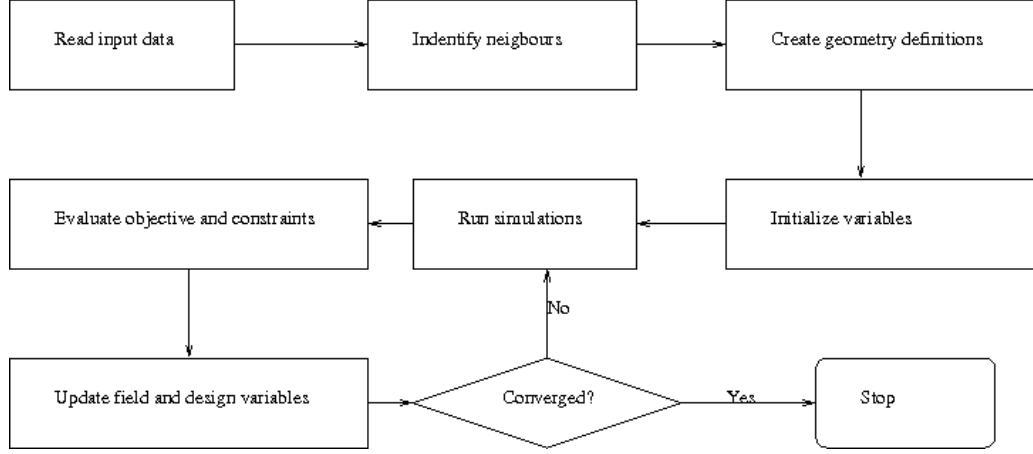 Read input data
Indentify neigbours
Create geometry definitions
Evaluate objective and constraints
Run simulations
Initialize variables
No
Update field and design variables
Converged?
Yes
Stop